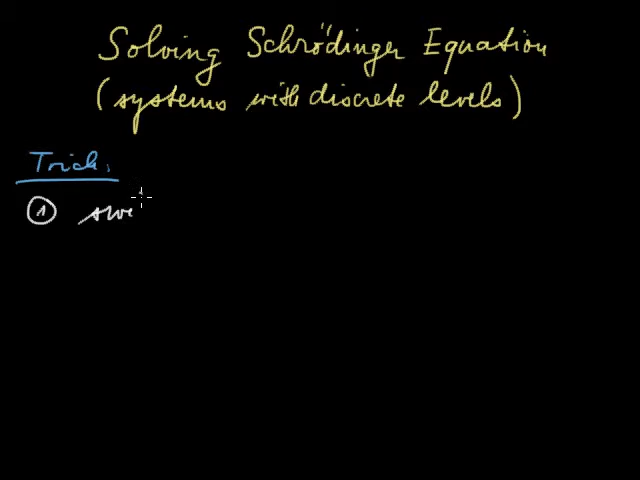 Solving Schrödinger Equation
(systems with discrete levels)
Trick:
①